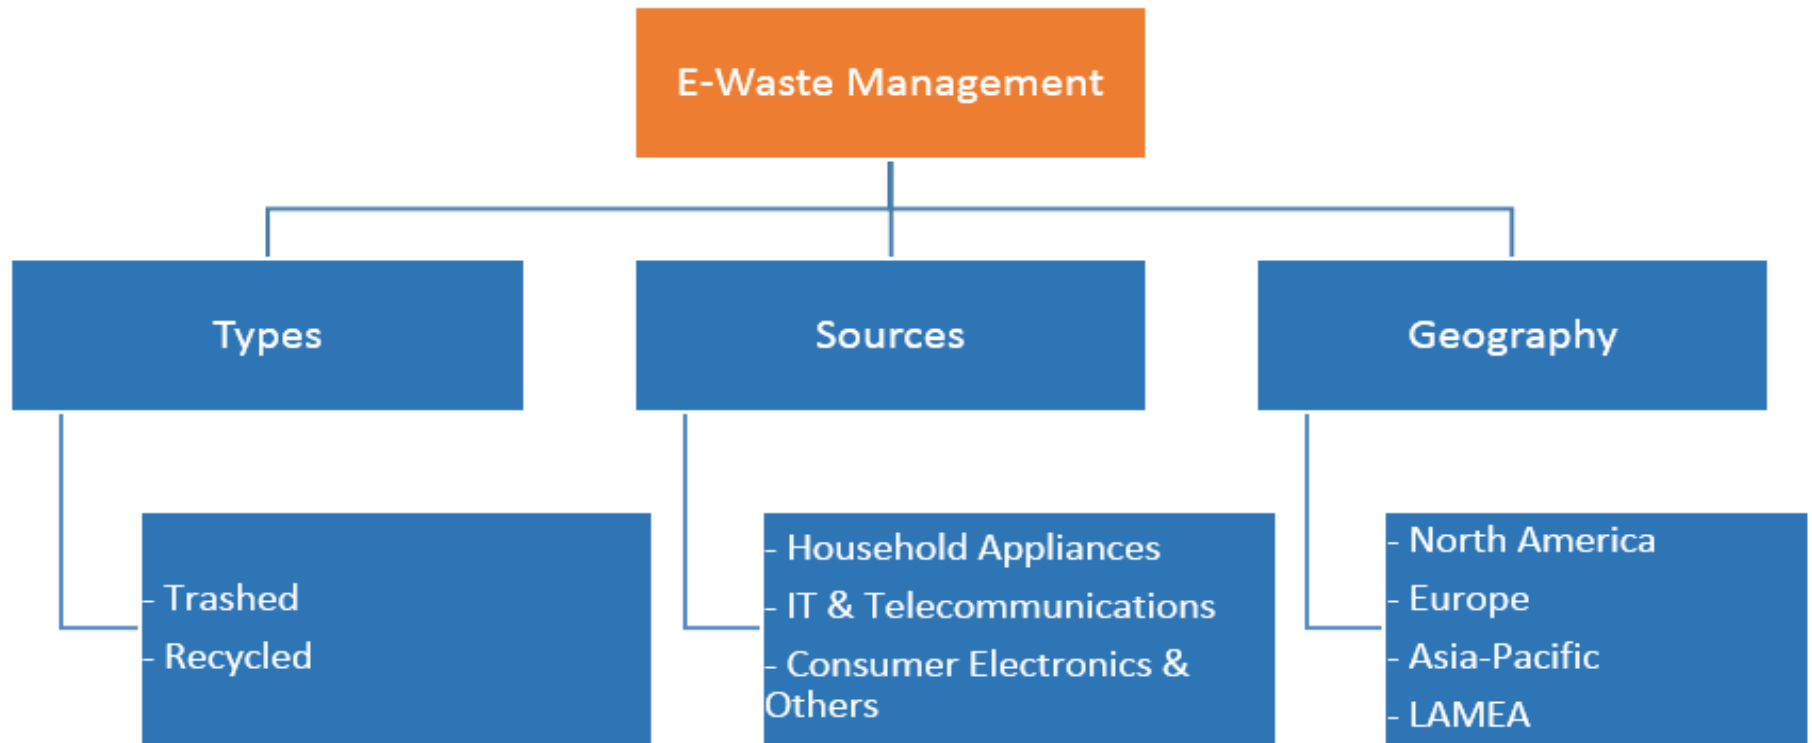 E-Waste Management
Types
Sources
Geography
- Trashed
- Recycled
- Household Appliances
- IT & Telecommunications
- Consumer Electronics &
Others
- North America
- Europe
- Asia-Pacific
- LAMEA